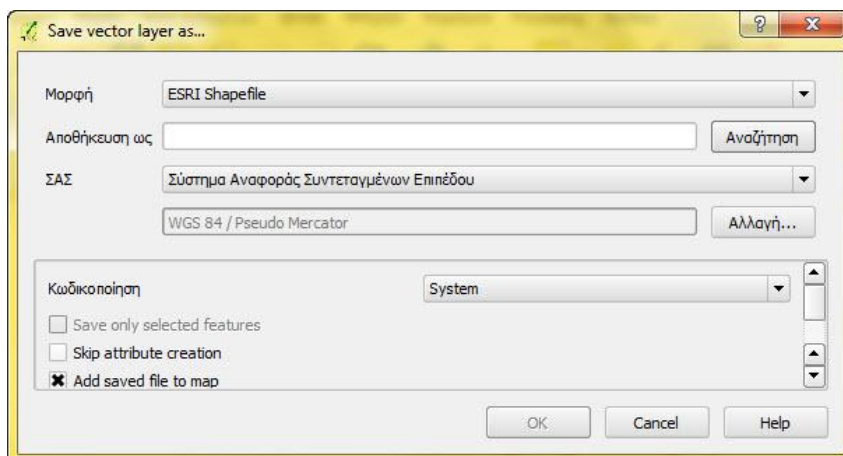 Save vector layer as...
Μορφή ESRI Shapefile
Αποθήκευση ως Αναζήτηση
ΣΑΣ Σύστημα Αναφοράς Συντεταγμένων Επιπέδου
WGS 84 / Pseudo Mercator Αλλαγή...
Κωδικοποίηση System
Save only selected features
Skip attribute creation
Add saved file to map
OK Cancel Help